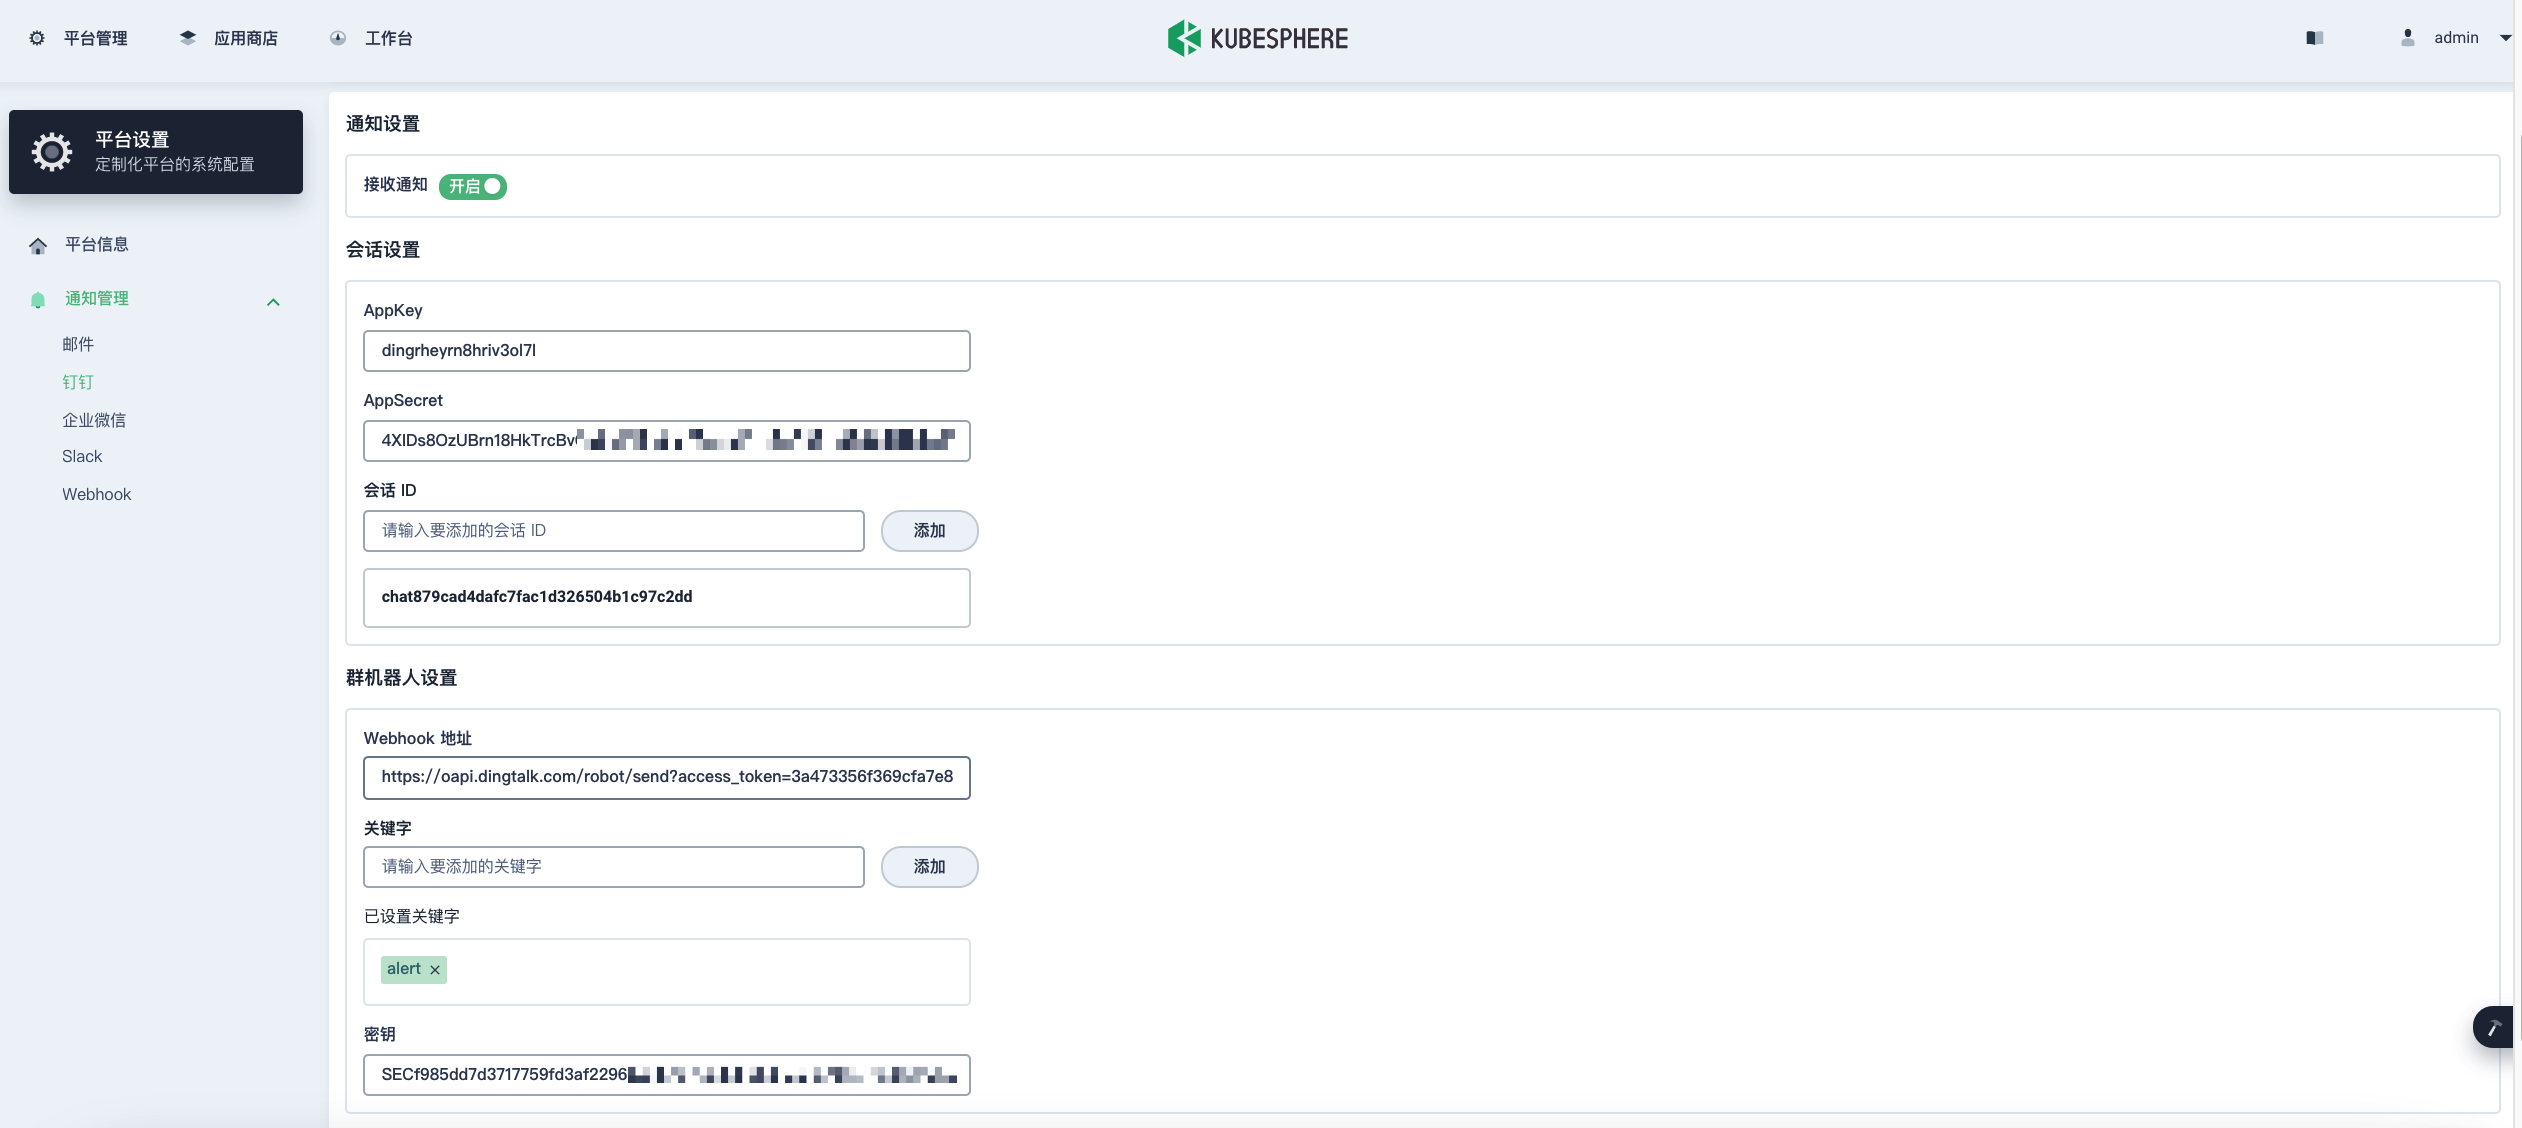 平台管理
应用商店
工作台
KUBESPHERE
admin
平台设置
定制化平台的系统配置
平台信息
通知管理
邮件
钉钉
企业微信
Slack
Webhook
通知设置
接收通知 开启
会话设置
AppKey
dingrheyrn8hriv3ol7l
AppSecret
4XIDs8OzUBrn18HkTrcBv
会话 ID
请输入要添加的会话 ID 添加
chat879cad4dafc7fac1d326504b1c97c2dd
群机器人设置
Webhook 地址
https://oapi.dingtalk.com/robot/send?access_token=3a473356f369cfa7e8
关键字
请输入要添加的关键字 添加
已设置关键字
alert ×
密钥
SECf985dd7d3717759fd3af2296